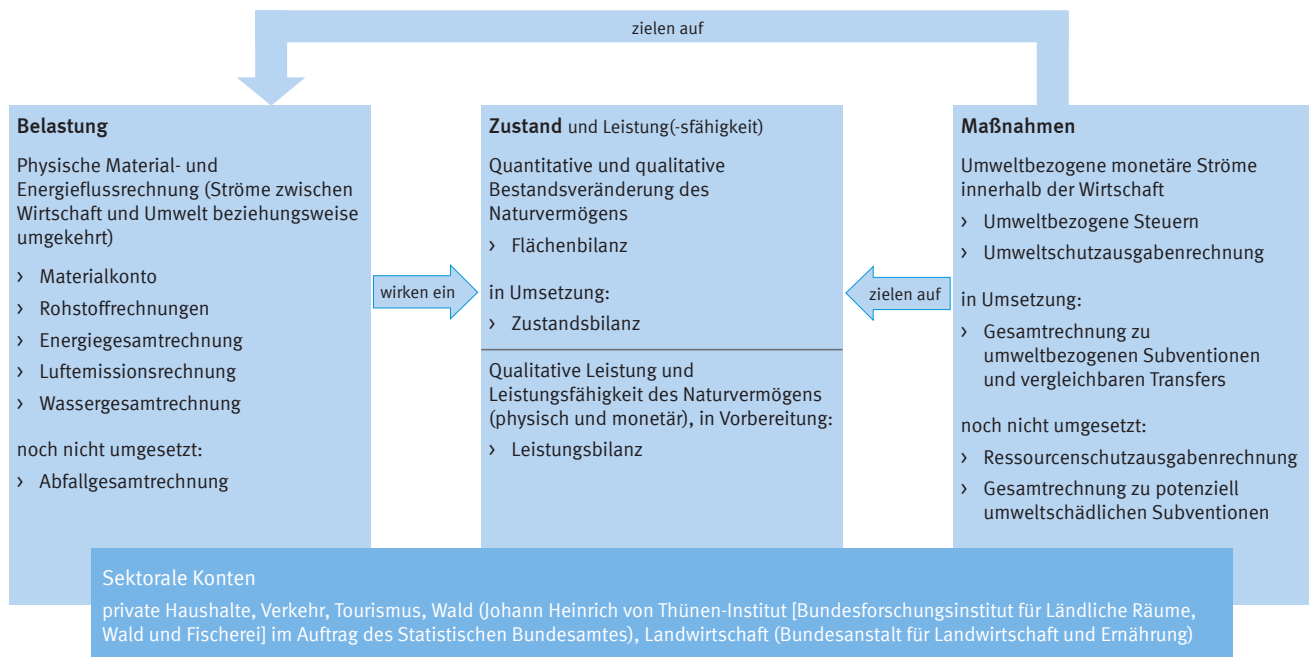 zielen auf
Belastung
Physische Material- und
Energieflussrechnung (Ströme zwischen
Wirtschaft und Umwelt beziehungsweise
umgekehrt)
› Materialkonto
› Rohstoffrechnungen
› Energiegesamtrechnung
› Luftemissionsrechnung
› Wassergesamtrechnung
noch nicht umgesetzt:
› Abfallgesamtrechnung
wirken ein
Zustand und Leistung(-sfähigkeit)
Quantitative und qualitative
Bestandsveränderung des
Naturvermögens
› Flächenbilanz
in Umsetzung:
› Zustandsbilanz
Qualitative Leistung und
Leistungsfähigkeit des Naturvermögens
(physisch und monetär), in Vorbereitung:
› Leistungsbilanz
zielen auf
Maßnahmen
Umweltbezogene monetäre Ströme
innerhalb der Wirtschaft
› Umweltbezogene Steuern
› Umweltschutzausgabenrechnung
in Umsetzung:
› Gesamtrechnung zu
umweltbezogenen Subventionen
und vergleichbaren Transfers
noch nicht umgesetzt:
› Ressourcenschutzausgabenrechnung
› Gesamtrechnung zu potenziell
umweltschädlichen Subventionen
Sektorale Konten
private Haushalte, Verkehr, Tourismus, Wald (Johann Heinrich von Thünen-Institut [Bundesforschungsinstitut für Ländliche Räume,
Wald und Fischerei] im Auftrag des Statistischen Bundesamtes), Landwirtschaft (Bundesanstalt für Landwirtschaft und Ernährung)